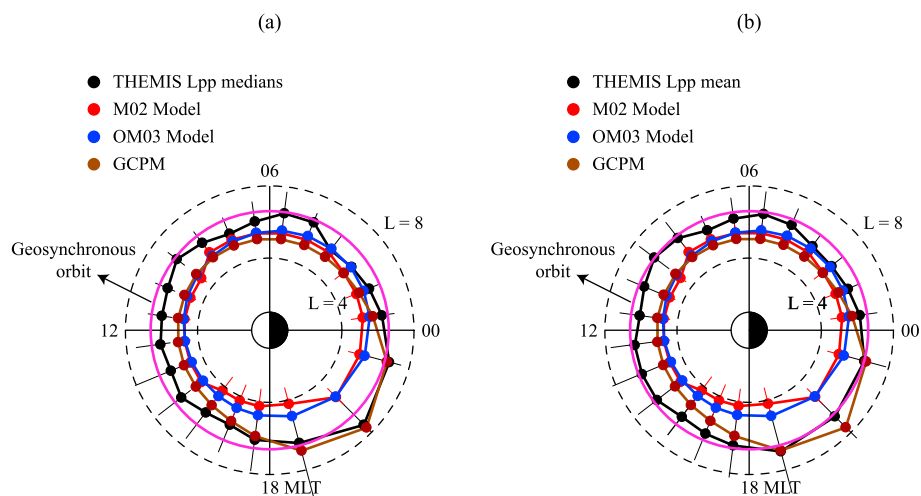 (a)
THEMIS Lpp medians
M02 Model
OM03 Model
GCPM
06
L = 8
Geosynchronous
orbit
L = 4
12
00
18 MLT
(b)
THEMIS Lpp mean
M02 Model
OM03 Model
GCPM
06
L = 8
Geosynchronous
orbit
L = 4
12
00
18 MLT